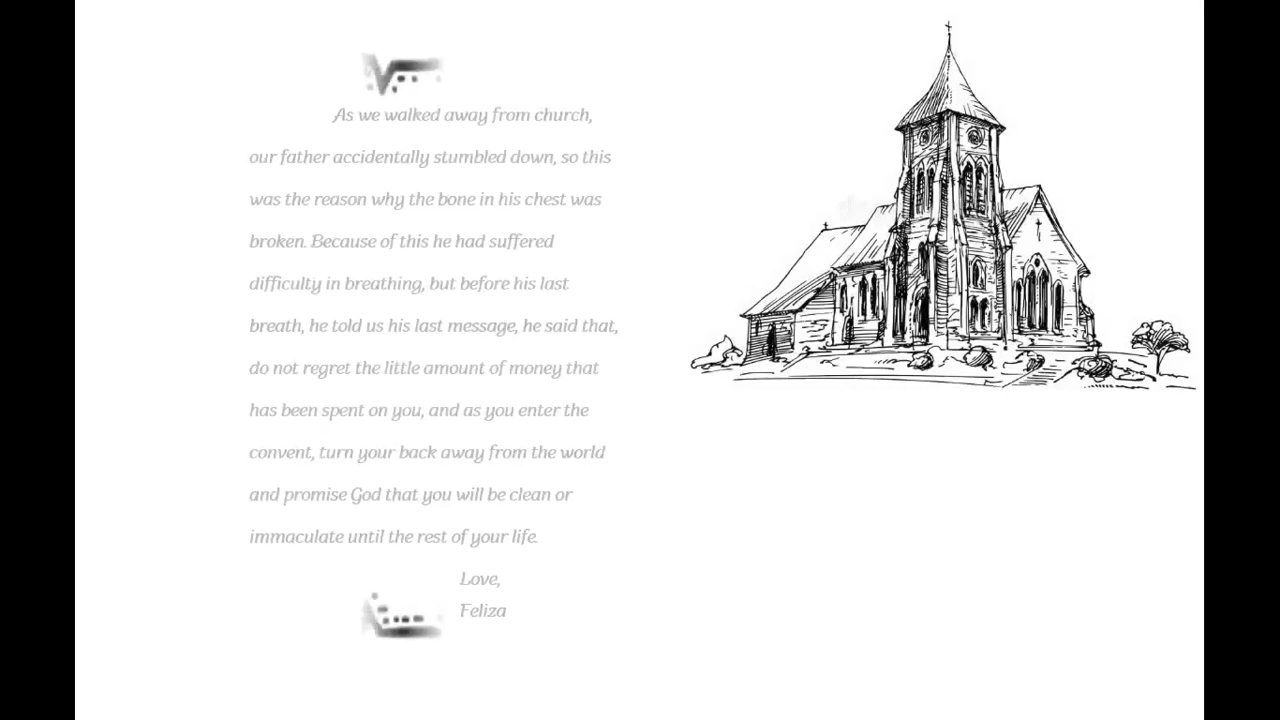 As we walked away from church,
our father accidentally stumbled down, so this
was the reason why the bone in his chest was
broken. Because of this he had suffered
difficulty in breathing, but before his last
breath, he told us his last message, he said that,
do not regret the little amount of money that
has been spent on you, and as you enter the
convent, turn your back away from the world
and promise God that you will be clean or
immaculate until the rest of your life.
Love,
Feliza